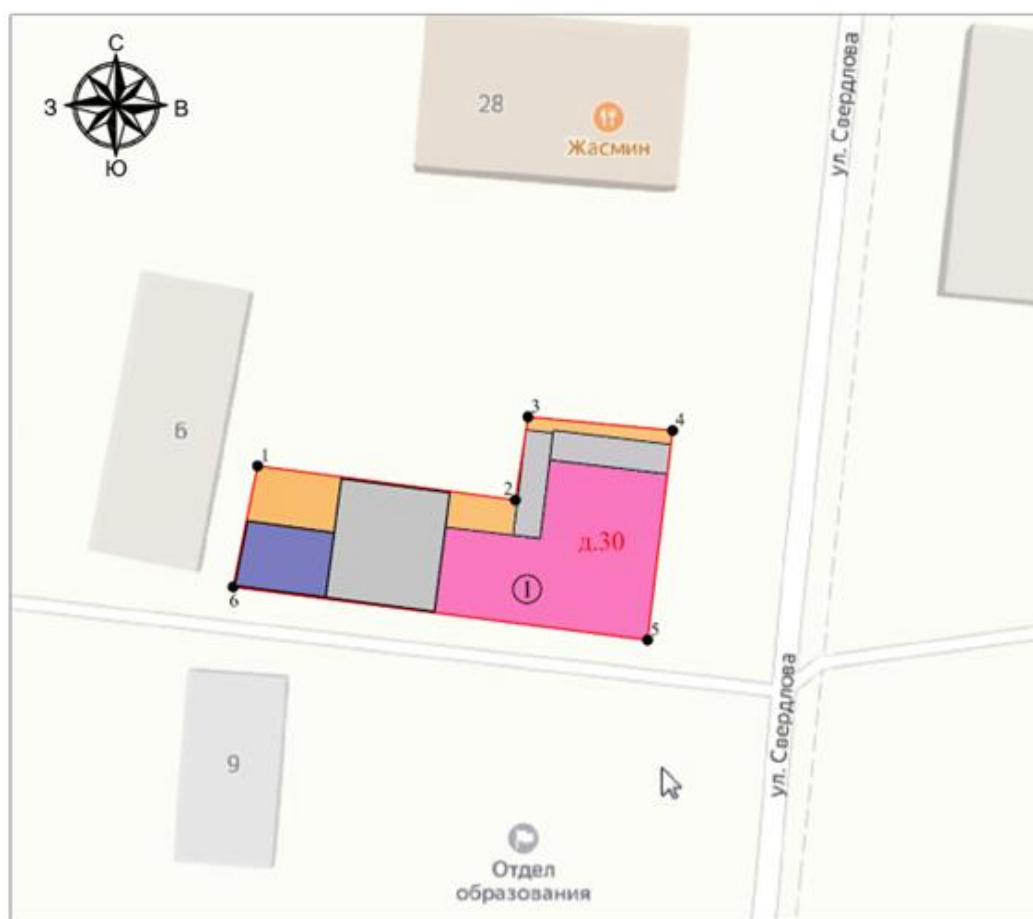 С
З
В
Ю
28
Жасмин
ул. Свердлова
6
3
4
1
2
д.30
1
6
5
ул. Свердлова
9
Отдел
образования